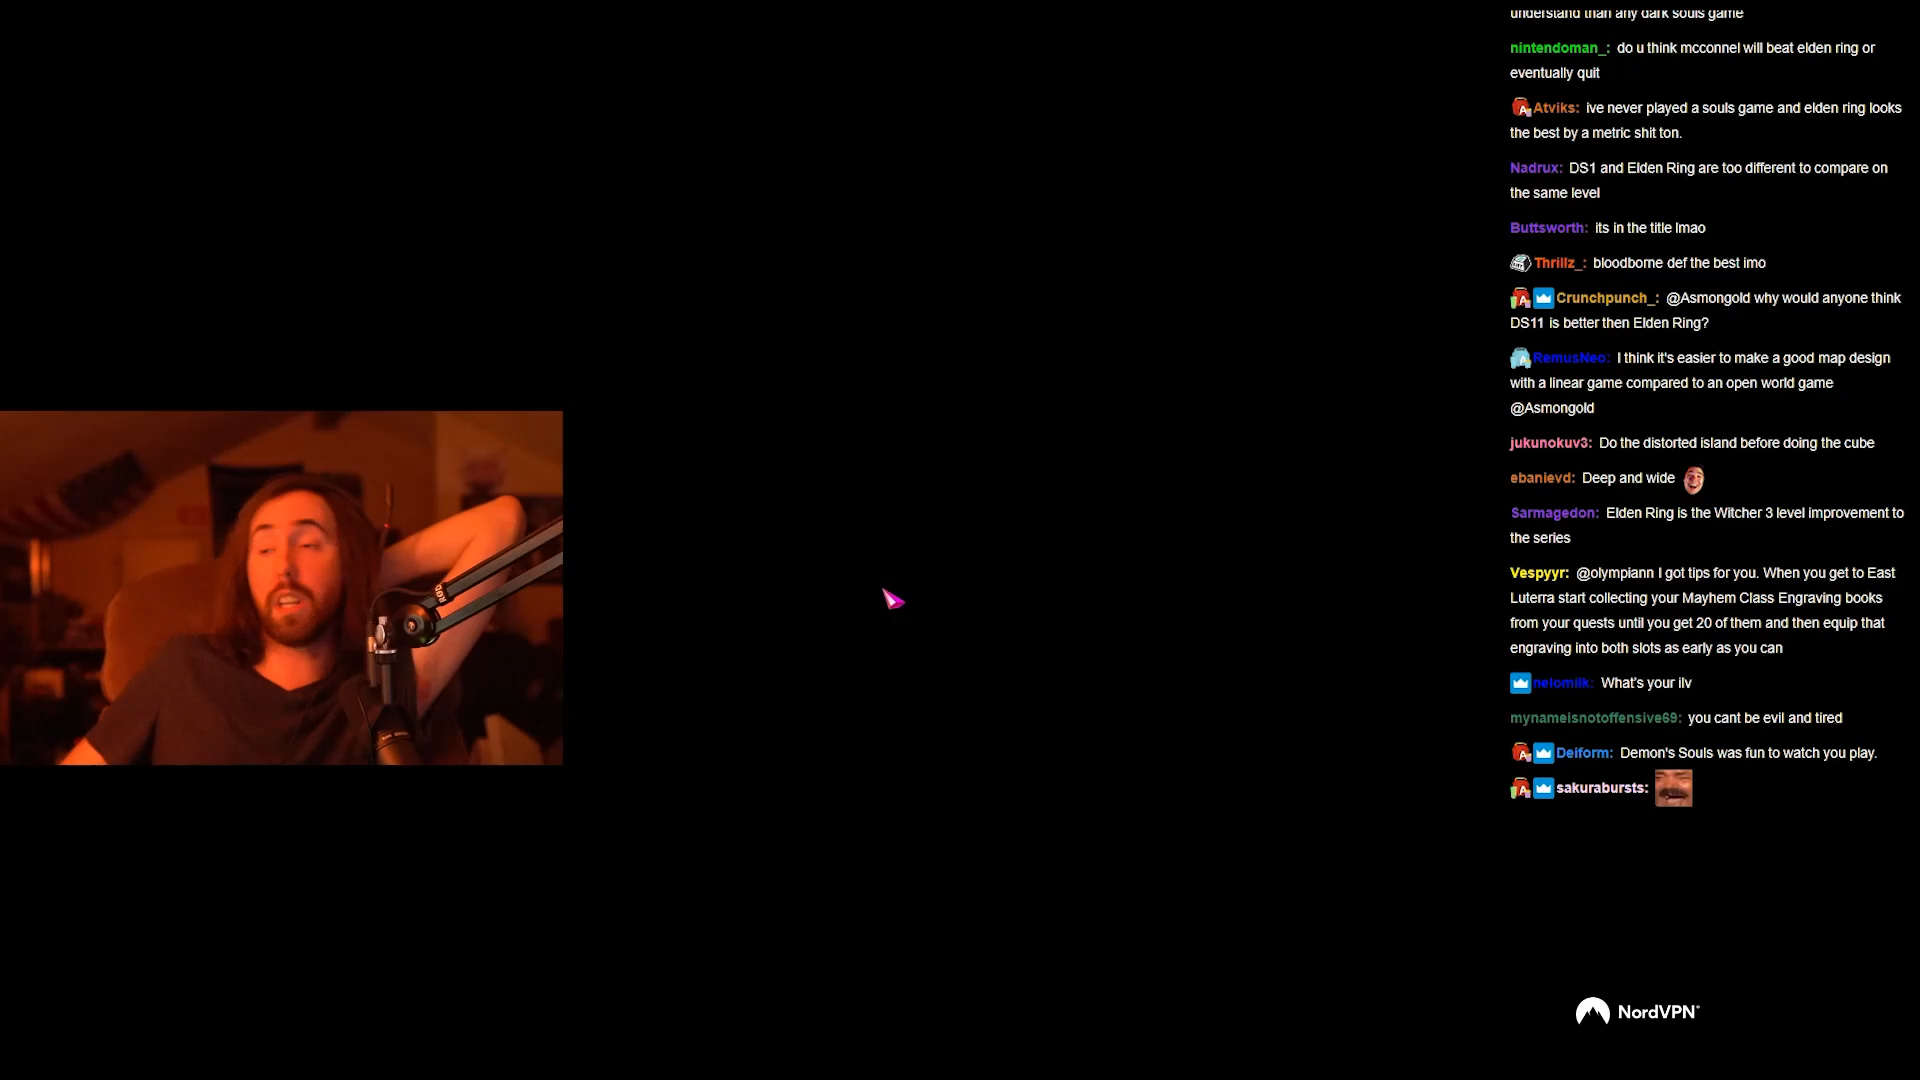 understand than any dark souls game
nintendoman_: do u think mcconnel will beat elden ring or
eventually quit
Atviks: ive never played a souls game and elden ring looks
the best by a metric shit ton.
Nadrux: DS1 and Elden Ring are too different to compare on
the same level
Buttsworth: its in the title lmao
Thrillz_: bloodborne def the best imo
Crunchpunch_: @Asmongold why would anyone think
DS11 is better then Elden Ring?
RemusNeo: I think it's easier to make a good map design
with a linear game compared to an open world game
@Asmongold
jukunokuv3: Do the distorted island before doing the cube
ebanievd: Deep and wide
Sarmagedon: Elden Ring is the Witcher 3 level improvement to
the series
Vespyyr: @olympiann I got tips for you. When you get to East
Luterra start collecting your Mayhem Class Engraving books
from your quests until you get 20 of them and then equip that
engraving into both slots as early as you can
nelomilk: What's your ilv
mynameisnotoffensive69: you cant be evil and tired
Deiform: Demon's Souls was fun to watch you play.
sakurabursts:
NordVPN®